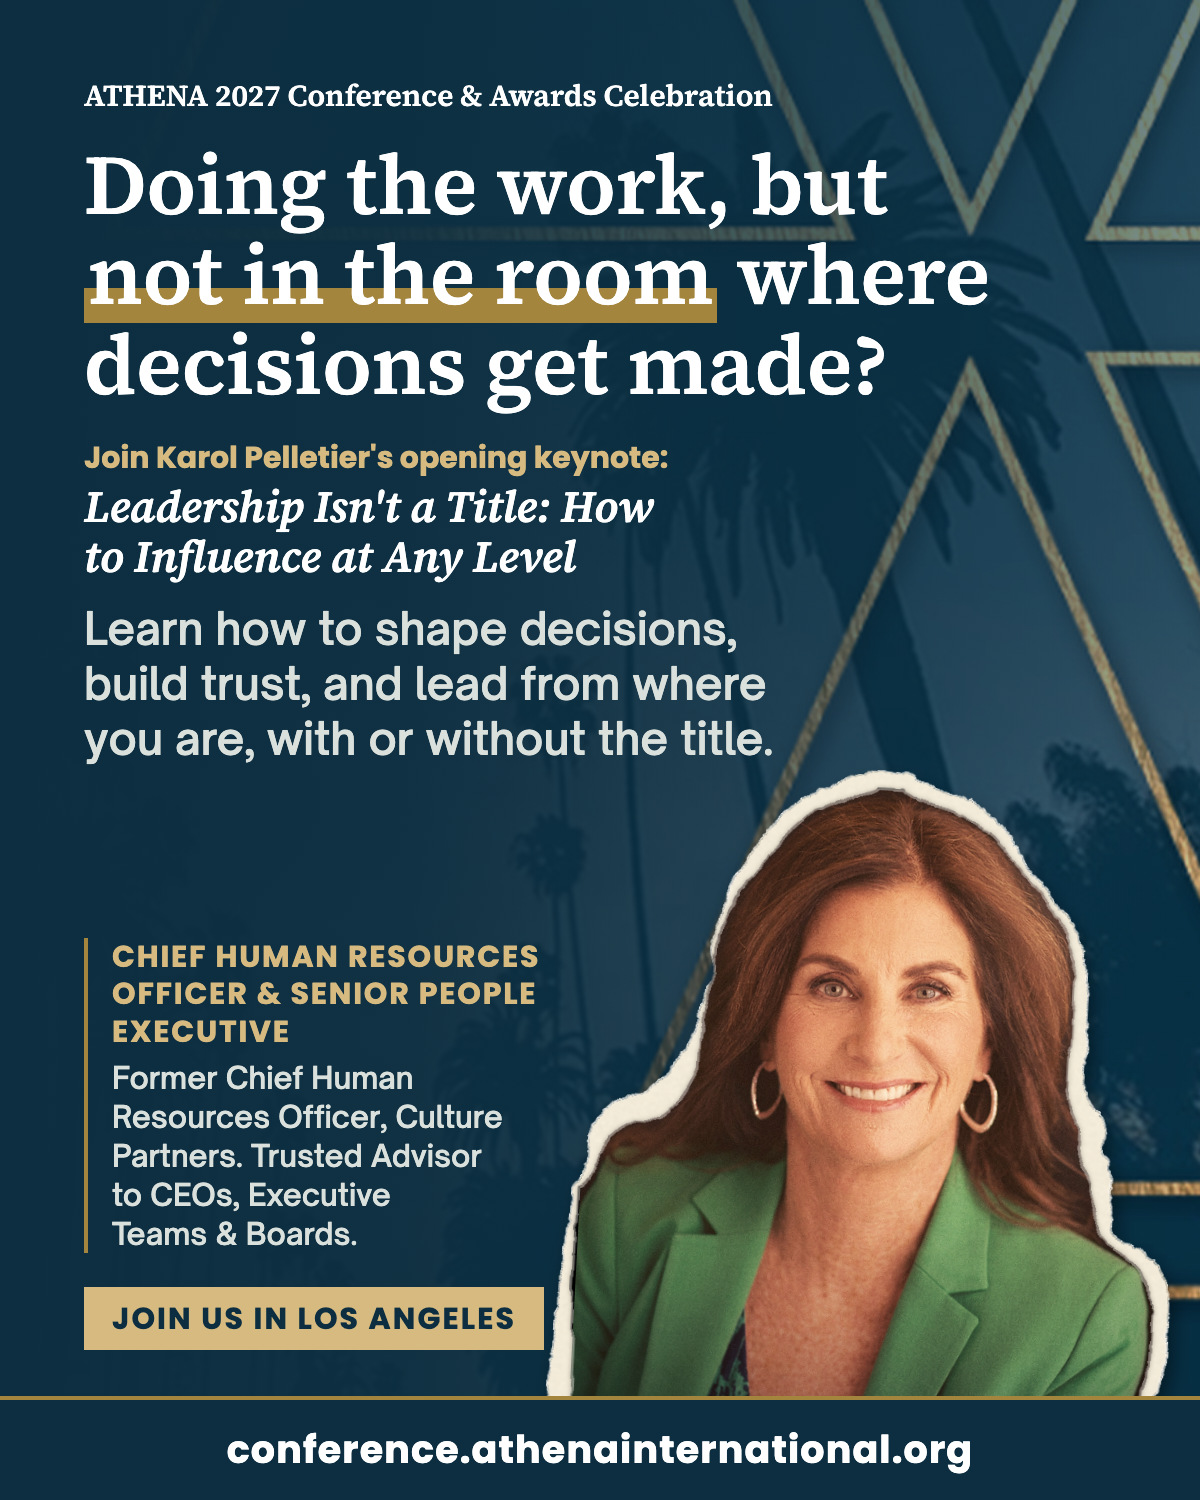 ATHENA 2027 Conference & Awards Celebration
Doing the work, but
not in the room where
decisions get made?
Join Karol Pelletier's opening keynote:
Leadership Isn't a Title: How
to Influence at Any Level
Learn how to shape decisions,
build trust, and lead from where
you are, with or without the title.
CHIEF HUMAN RESOURCES
OFFICER & SENIOR PEOPLE
EXECUTIVE
Former Chief Human
Resources Officer, Culture
Partners. Trusted Advisor
to CEOs, Executive
Teams & Boards.
JOIN US IN LOS ANGELES
conference.athenainternational.org